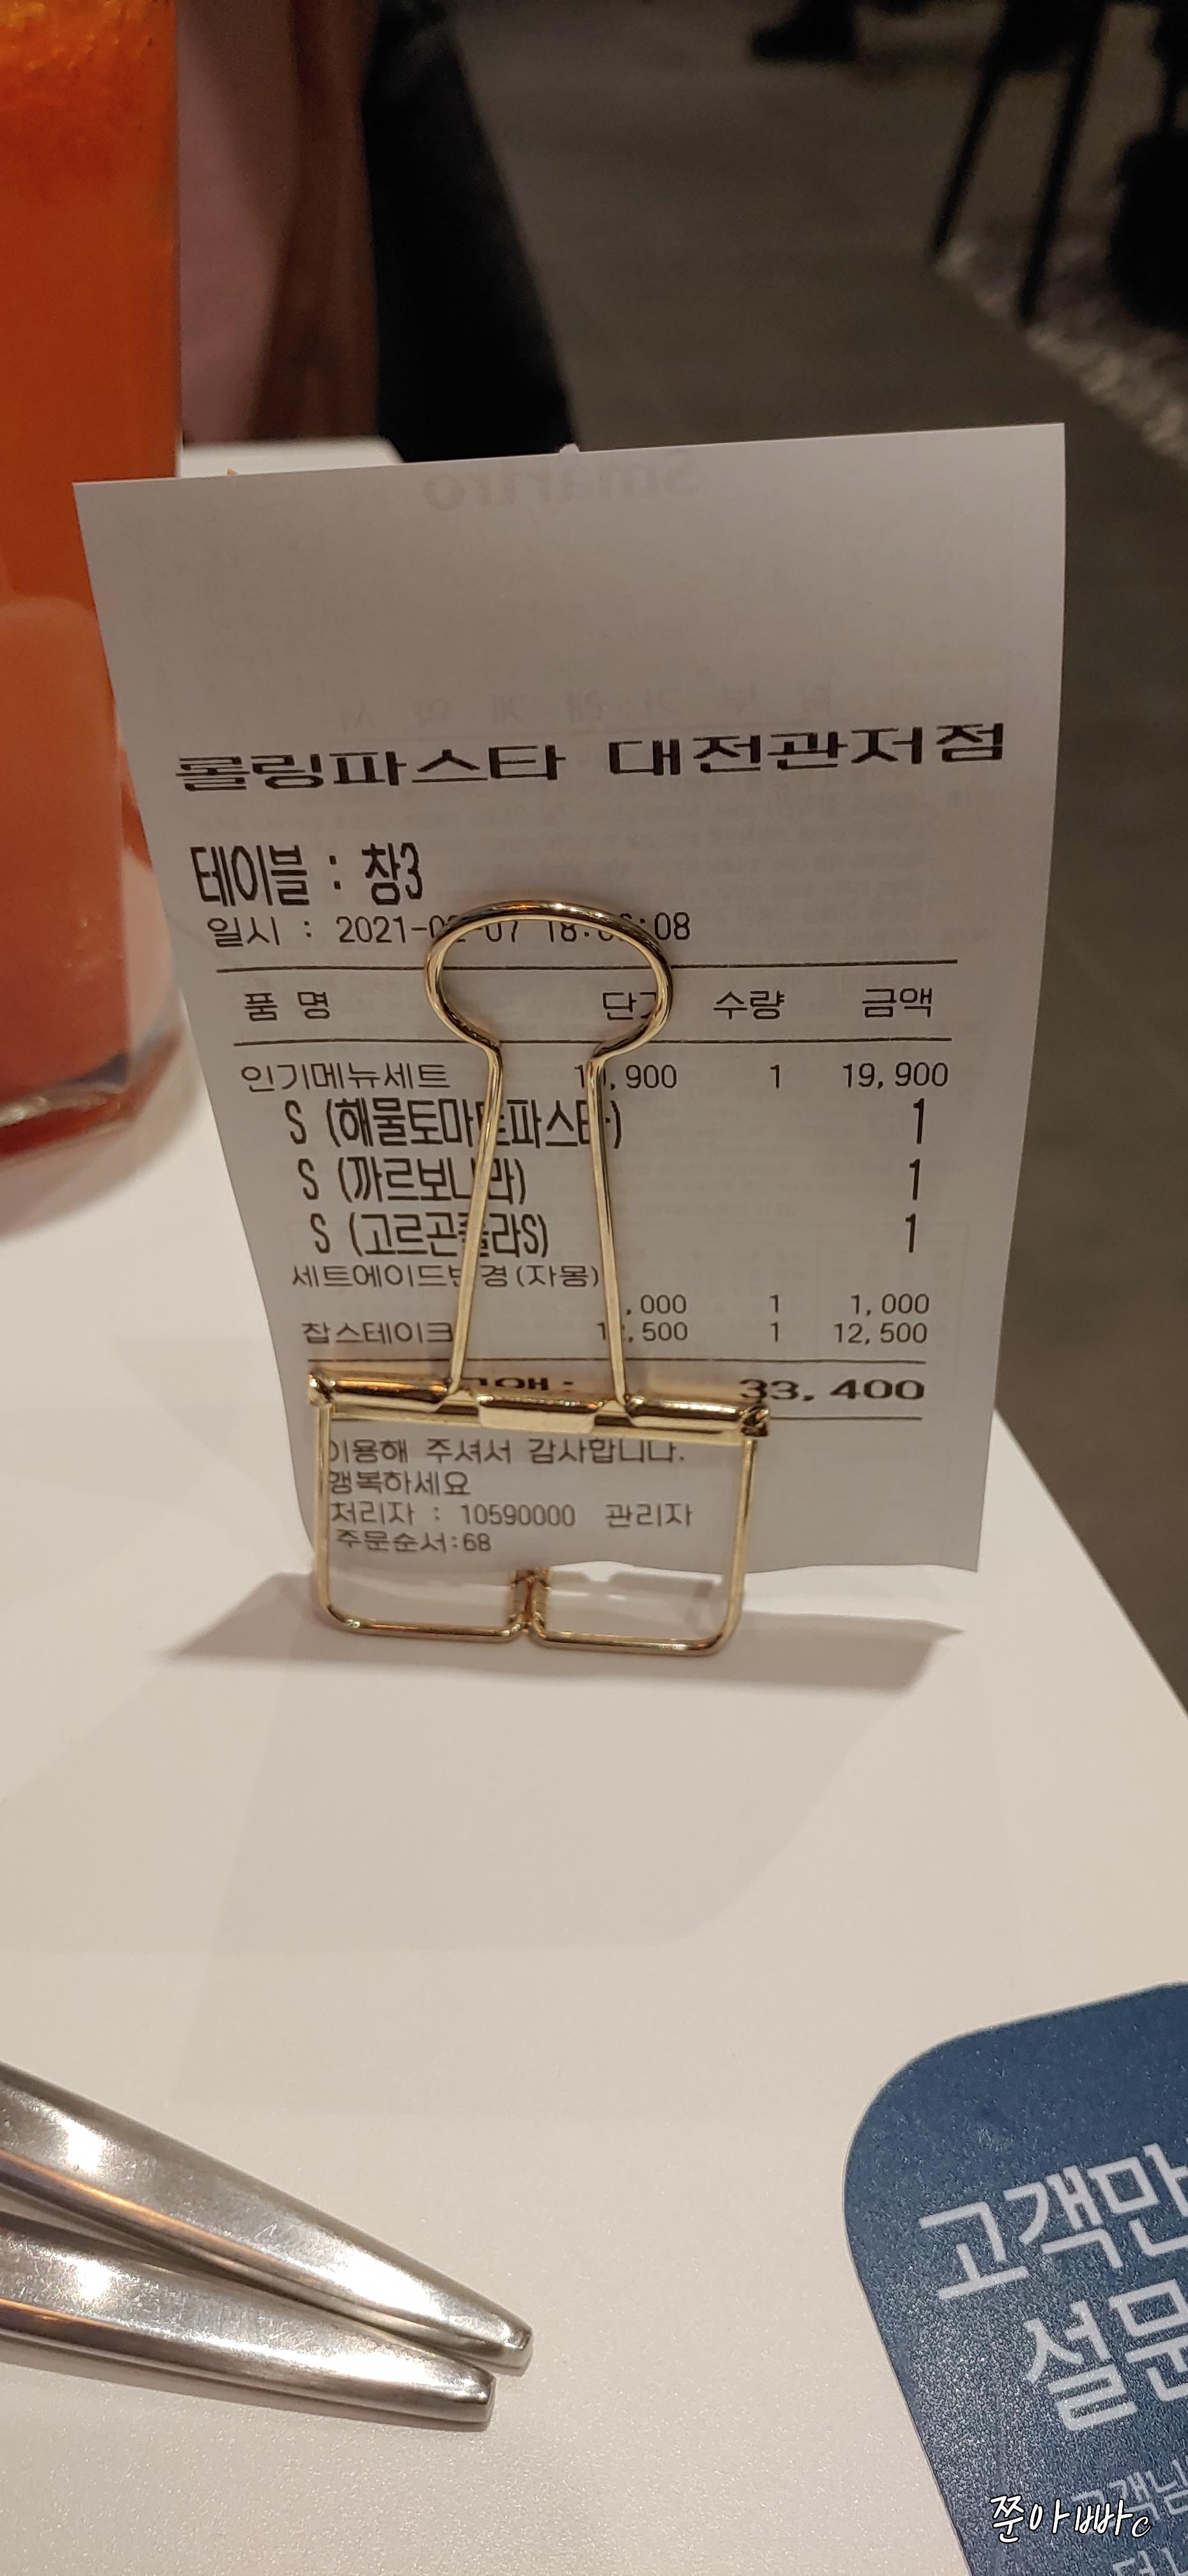 Smartro
롤링파스타 대전관저점
테이블 : 창3
일시 : 08
품 명 수량 금액
인기메뉴세트 1 19,900
S (해물토마토파스타) 1
S (까르보나라) 1
S (고르곤졸라S) 1
세트에이드변경(자몽)
1 1,000
찹스테이크 1 12,500
33,400
이용해 주셔서 감사합니다.
행복하세요
처리자 : 10590000 관리자
주문순서:68
고객만
설문
쭌아빠c